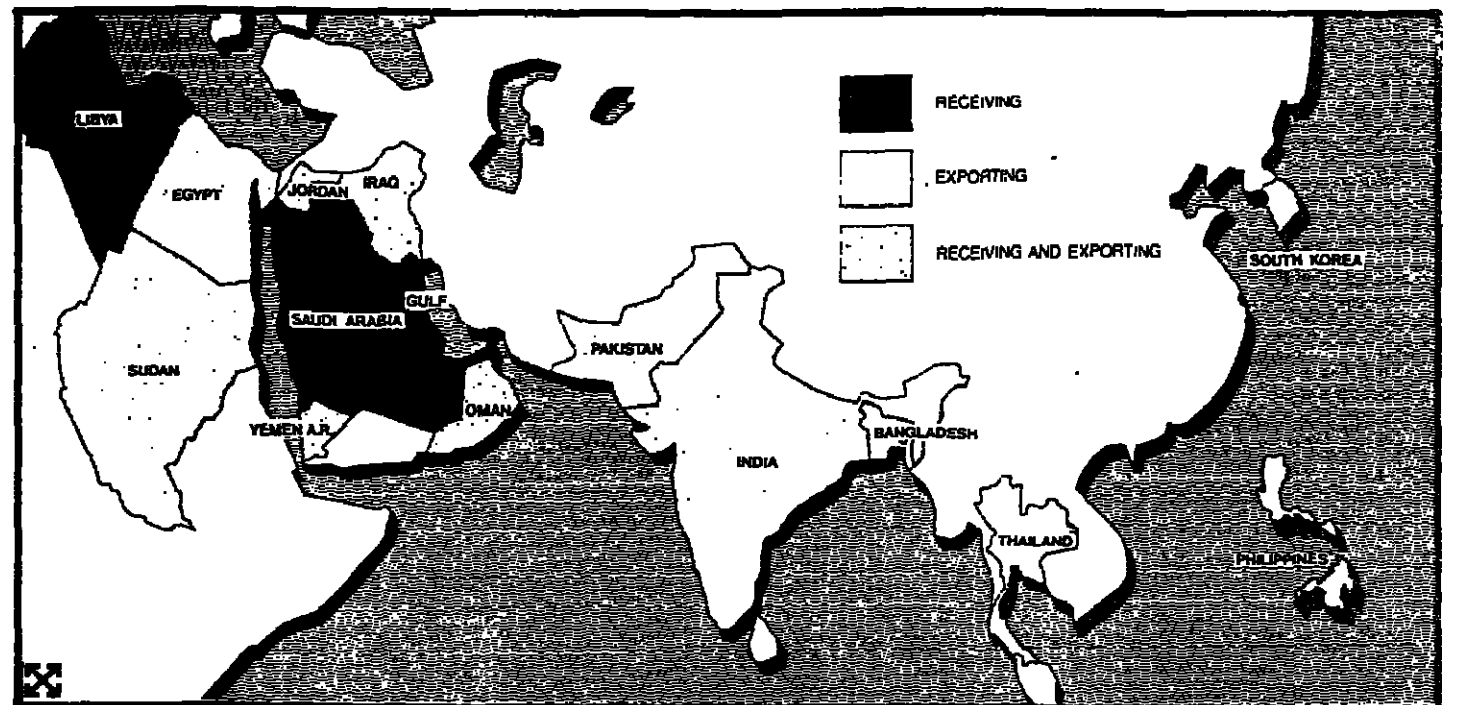 RECEIVING
EXPORTING
RECEIVING AND EXPORTING
LIBYA
EGYPT
JORDAN
IRAQ
SOUTH KOREA
GULF
SAUDI ARABIA
PAKISTAN
SUDAN
OMAN
YEMEN A.R.
BANGLADESH
INDIA
THAILAND
PHILIPPINES